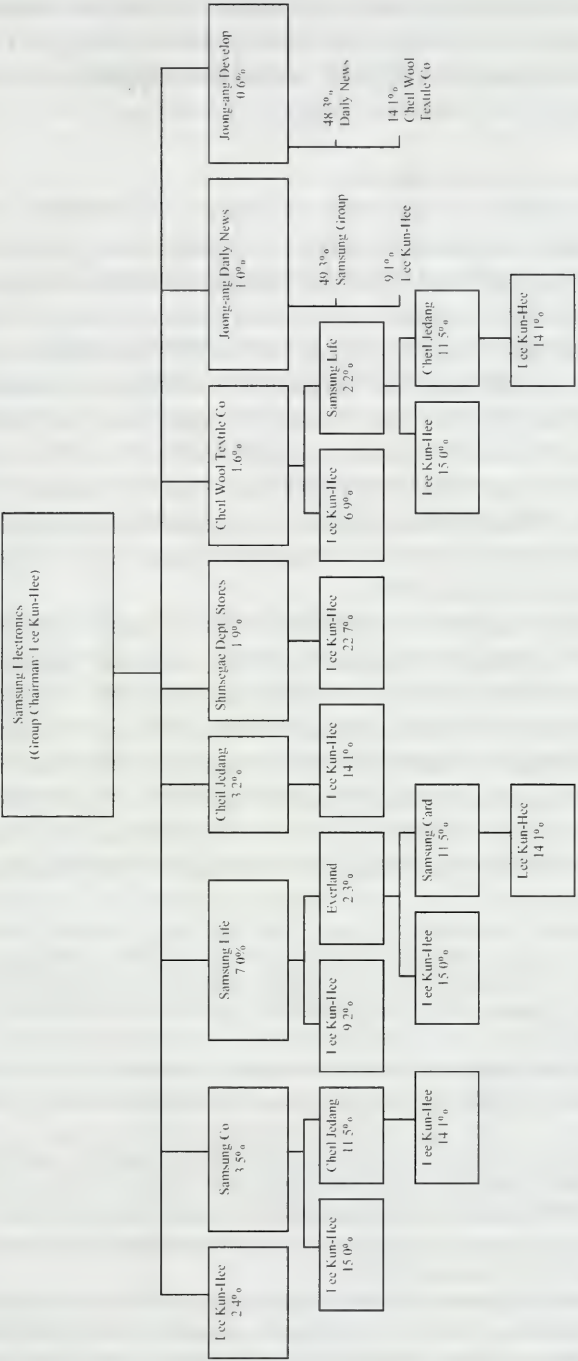 Samsung Electronics
(Group Chairman: Lee Kun-Hee)
Lee Kun-Hee
2.4%
Samsung Co
3.5%
Samsung Life
7.0%
Cheil Jedang
3.2%
Shinsegae Dept. Stores
1.9%
Cheil Wool Textile Co
1.6%
Joong-ang Daily News
1.0%
Joong-ang Develop
0.6%
Lee Kun-Hee
15.0%
Cheil Jedang
11.5%
Lee Kun-Hee
9.2%
Everland
2.3%
Lee Kun-Hee
14.1%
Lee Kun-Hee
22.7%
Lee Kun-Hee
6.9%
Samsung Life
2.2%
49.3%
Samsung Group
9.1%
Lee Kun-Hee
48.3%
Daily News
14.1%
Cheil Wool
Textile Co
Lee Kun-Hee
14.1%
Lee Kun-Hee
15.0%
Samsung Card
11.5%
Lee Kun-Hee
15.0%
Cheil Jedang
11.5%
Lee Kun-Hee
14.1%
Lee Kun-Hee
14.1%